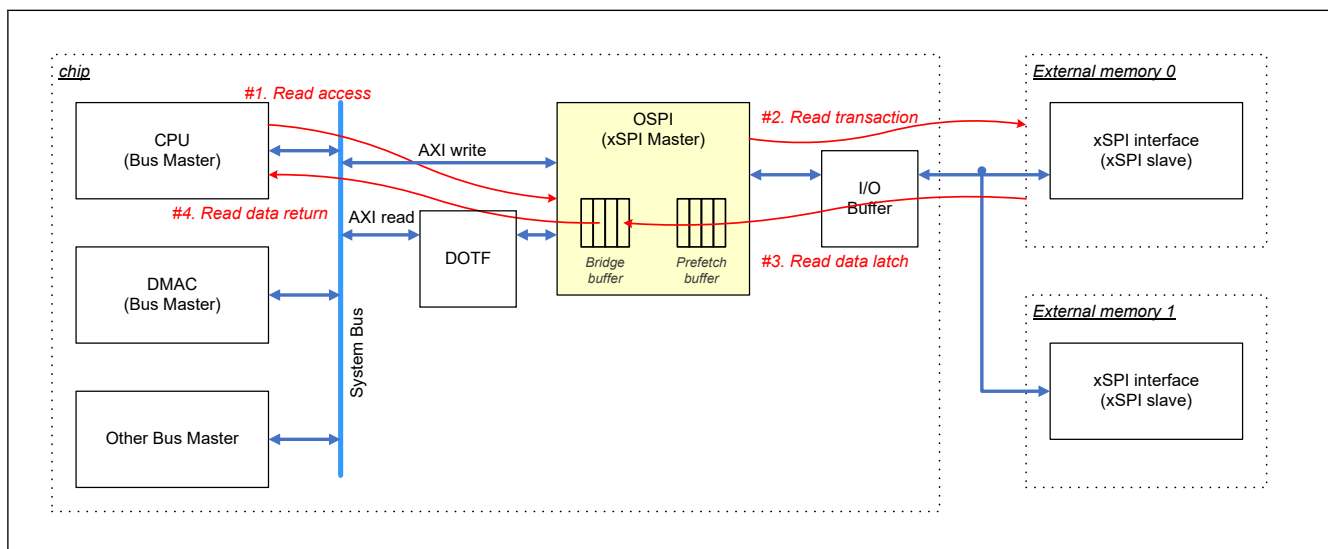 chip
#1. Read access
CPU
(Bus Master)
AXI write
#4. Read data return
AXI read
DOTF
DMAC
(Bus Master)
System Bus
Other Bus Master
OSPI
(xSPI Master)
Bridge
buffer
Prefetch
buffer
#2. Read transaction
I/O
Buffer
#3. Read data latch
External memory 0
xSPI interface
(xSPI slave)
External memory 1
xSPI interface
(xSPI slave)